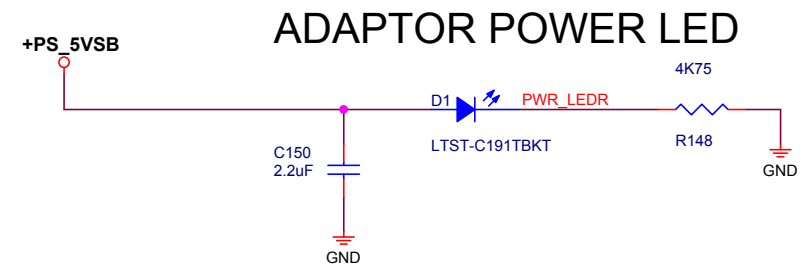 ADAPTOR POWER LED
+PS_5VSB
4K75
D1
PWR_LEDR
LTST-C191TBKT
R148
C150
2.2uF
GND
GND